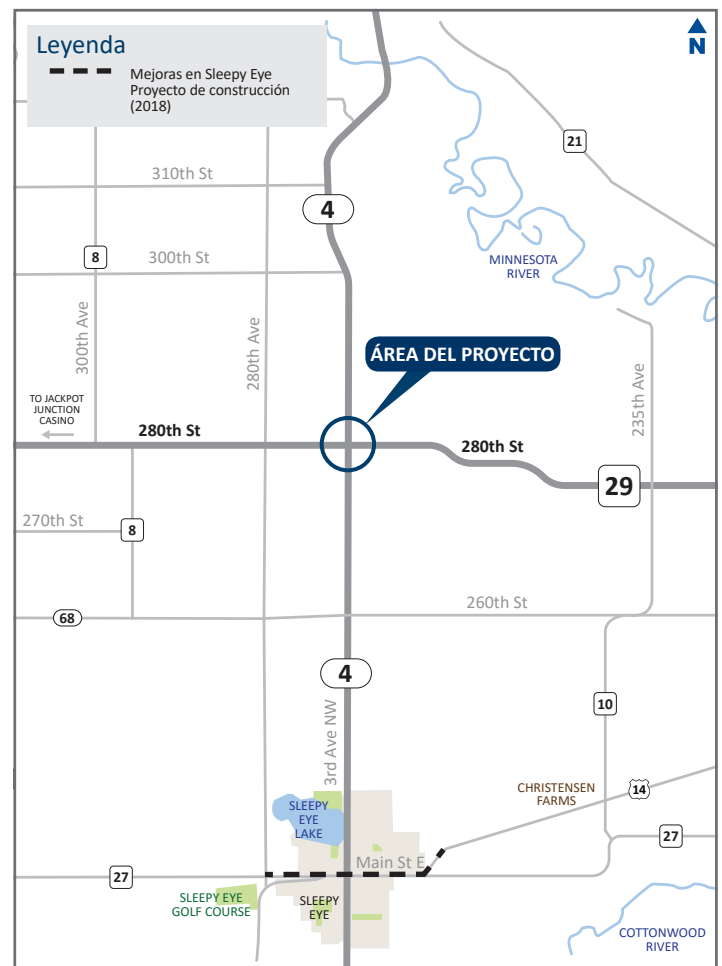 Leyenda
Mejoras en Sleepy Eye
Proyecto de construcción
(2018)
N
21
310th St
4
8
300th St
MINNESOTA
RIVER
300th Ave
280th Ave
ÁREA DEL PROYECTO
235th Ave
TO JACKPOT
JUNCTION
CASINO
280th St
280th St
29
270th St
8
260th St
68
4
10
3rd Ave NW
CHRISTENSEN
FARMS
14
SLEEPY
EYE
LAKE
27
Main St E
27
SLEEPY EYE
GOLF COURSE
SLEEPY
EYE
COTTONWOOD
RIVER